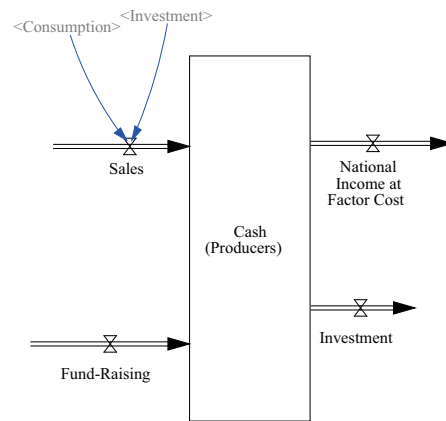 <Investment>
<Consumption>
Sales
National
Income at
Factor Cost
Cash
(Producers)
Investment
Fund-Raising